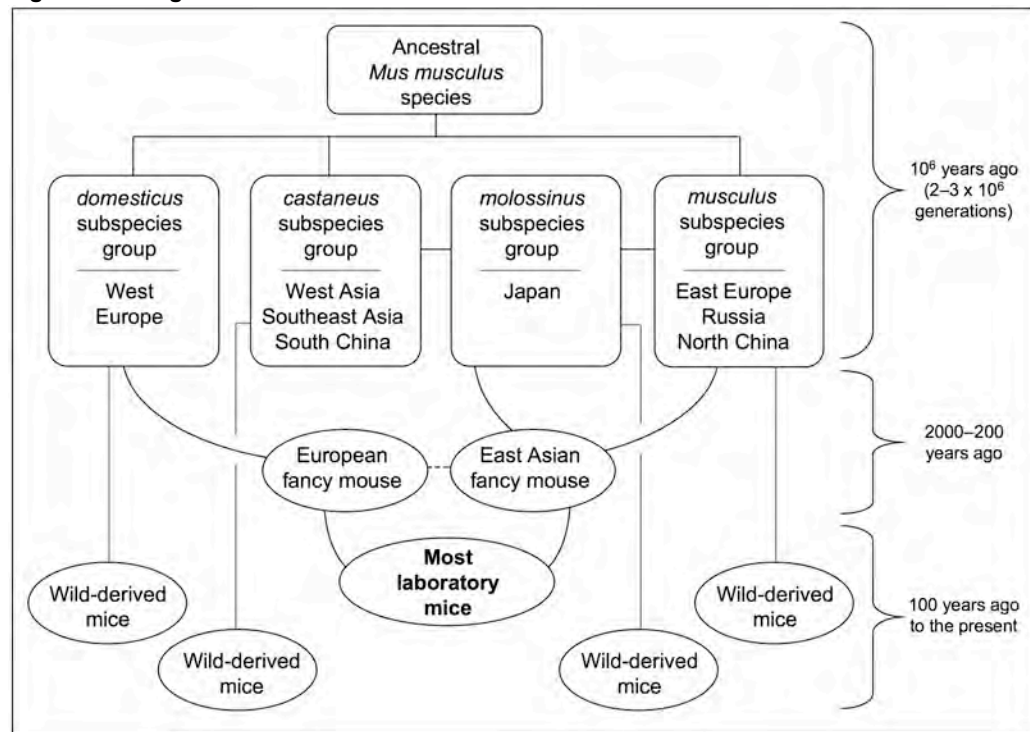 Ancestral
Mus musculus
species
domesticus
subspecies
group
West
Europe
castaneus
subspecies
group
West Asia
Southeast Asia
South China
molossinus
subspecies
group
Japan
musculus
subspecies
group
East Europe
Russia
North China
10⁶ years ago
(2–3 x 10⁶
generations)
European
fancy mouse
East Asian
fancy mouse
2000–200
years ago
Most
laboratory
mice
Wild-derived
mice
Wild-derived
mice
Wild-derived
mice
Wild-derived
mice
100 years ago
to the present